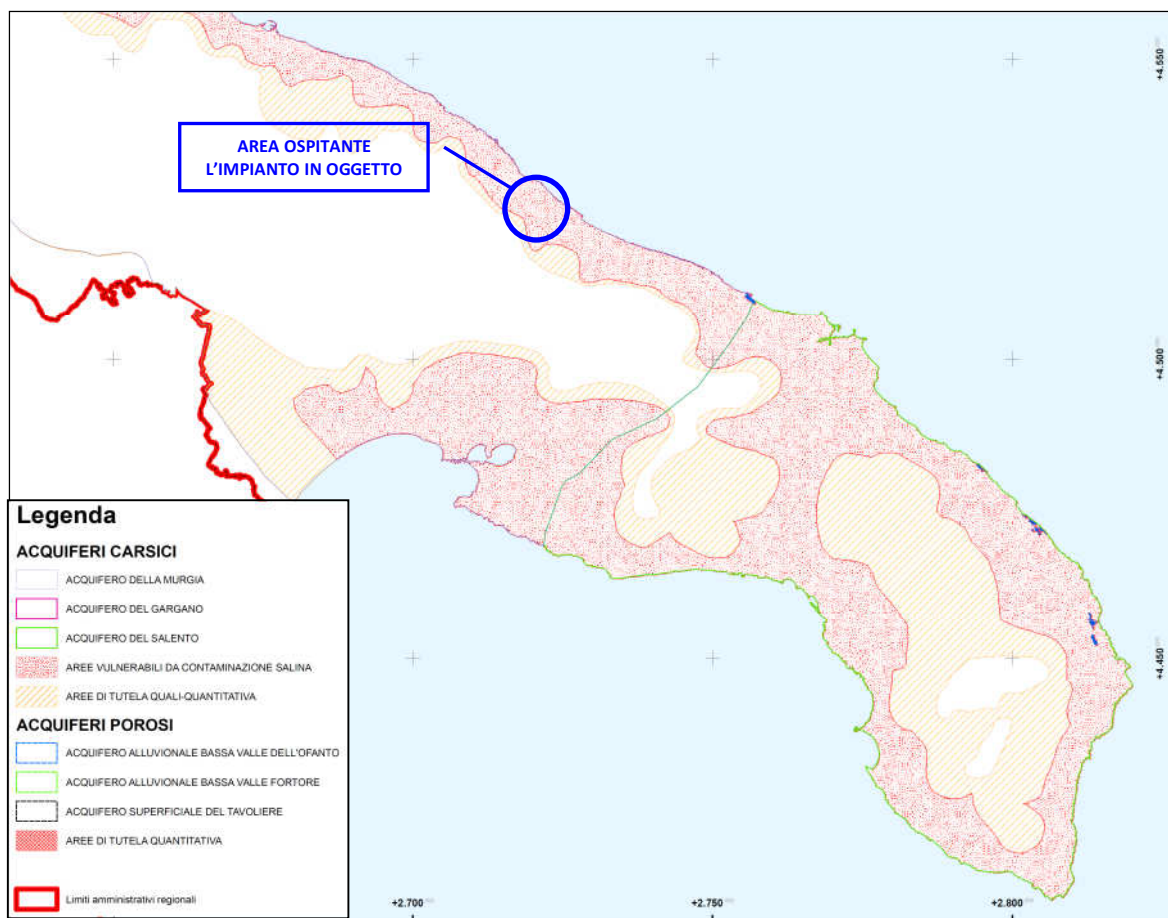 +4.550
AREA OSPITANTE
L'IMPIANTO IN OGGETTO
+4.500
Legenda
ACQUIFERI CARSICI
ACQUIFERO DELLA MURGIA
ACQUIFERO DEL GARGANO
ACQUIFERO DEL SALENTO
AREE VULNERABILI DA CONTAMINAZIONE SALINA
AREE DI TUTELA QUALI-QUANTITATIVA
ACQUIFERI POROSI
ACQUIFERO ALLUVIONALE BASSA VALLE DELL'OFANTO
ACQUIFERO ALLUVIONALE BASSA VALLE FORTORE
ACQUIFERO SUPERFICIALE DEL TAVOLIERE
AREE DI TUTELA QUANTITATIVA
Limiti amministrativi regionali
+4.450
+2.700
+2.750
+2.800